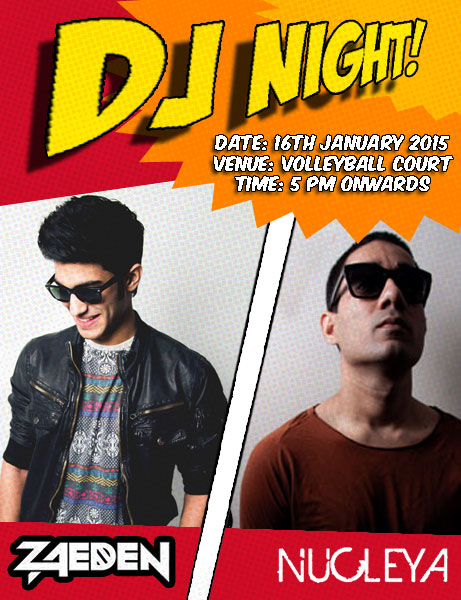 DJ NIGHT!
DATE: 16TH JANUARY 2015
VENUE: VOLLEYBALL COURT
TIME: 5 PM ONWARDS
ZAEDEN
NUCLEYA